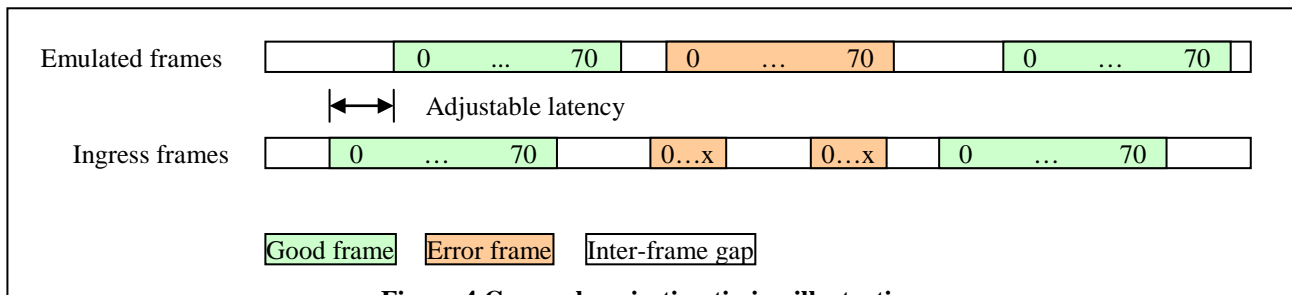 Emulated frames 0 ... 70 0 … 70 0 … 70
Adjustable latency
Ingress frames 0 … 70 0…x 0…x 0 … 70
Good frame Error frame Inter-frame gap